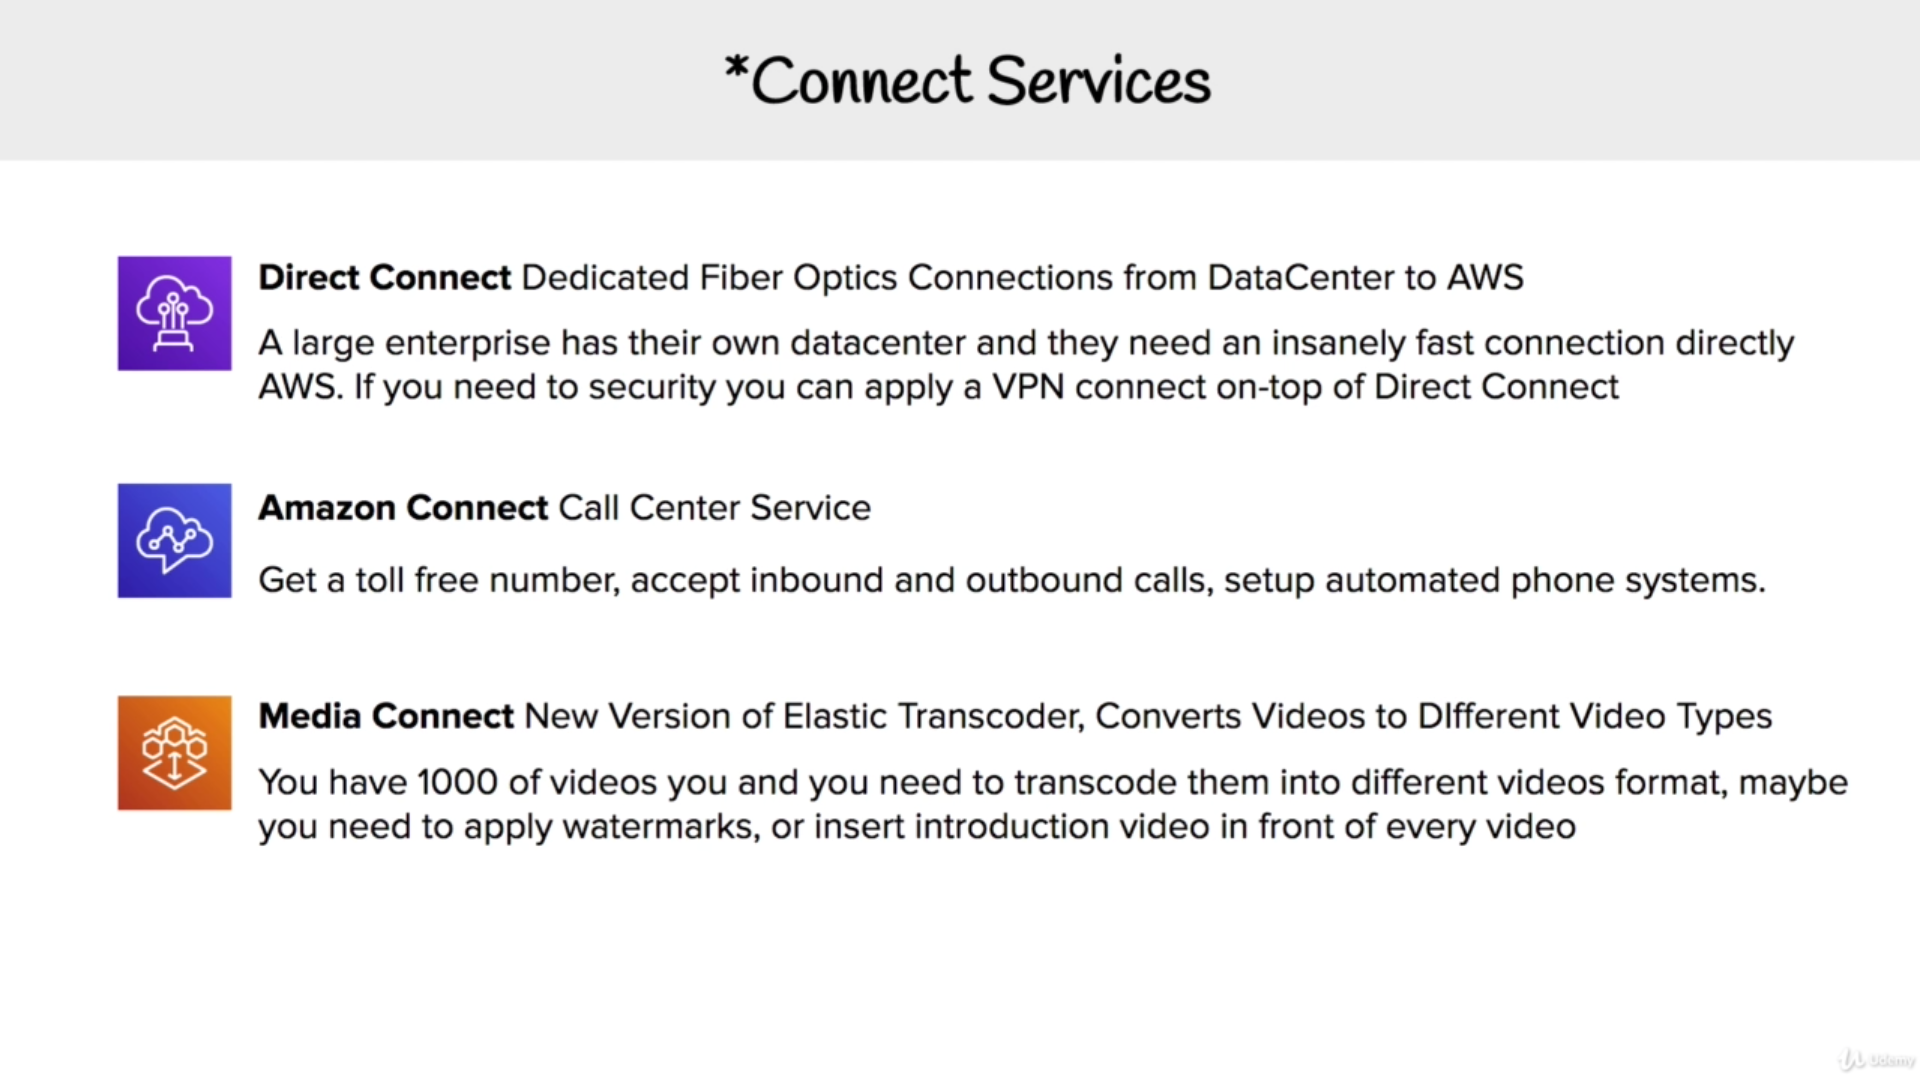 *Connect Services
Direct Connect Dedicated Fiber Optics Connections from DataCenter to AWS
A large enterprise has their own datacenter and they need an insanely fast connection directly
AWS. If you need to security you can apply a VPN connect on-top of Direct Connect
Amazon Connect Call Center Service
Get a toll free number, accept inbound and outbound calls, setup automated phone systems.
Media Connect New Version of Elastic Transcoder, Converts Videos to DIfferent Video Types
You have 1000 of videos you and you need to transcode them into different videos format, maybe
you need to apply watermarks, or insert introduction video in front of every video
Udemy